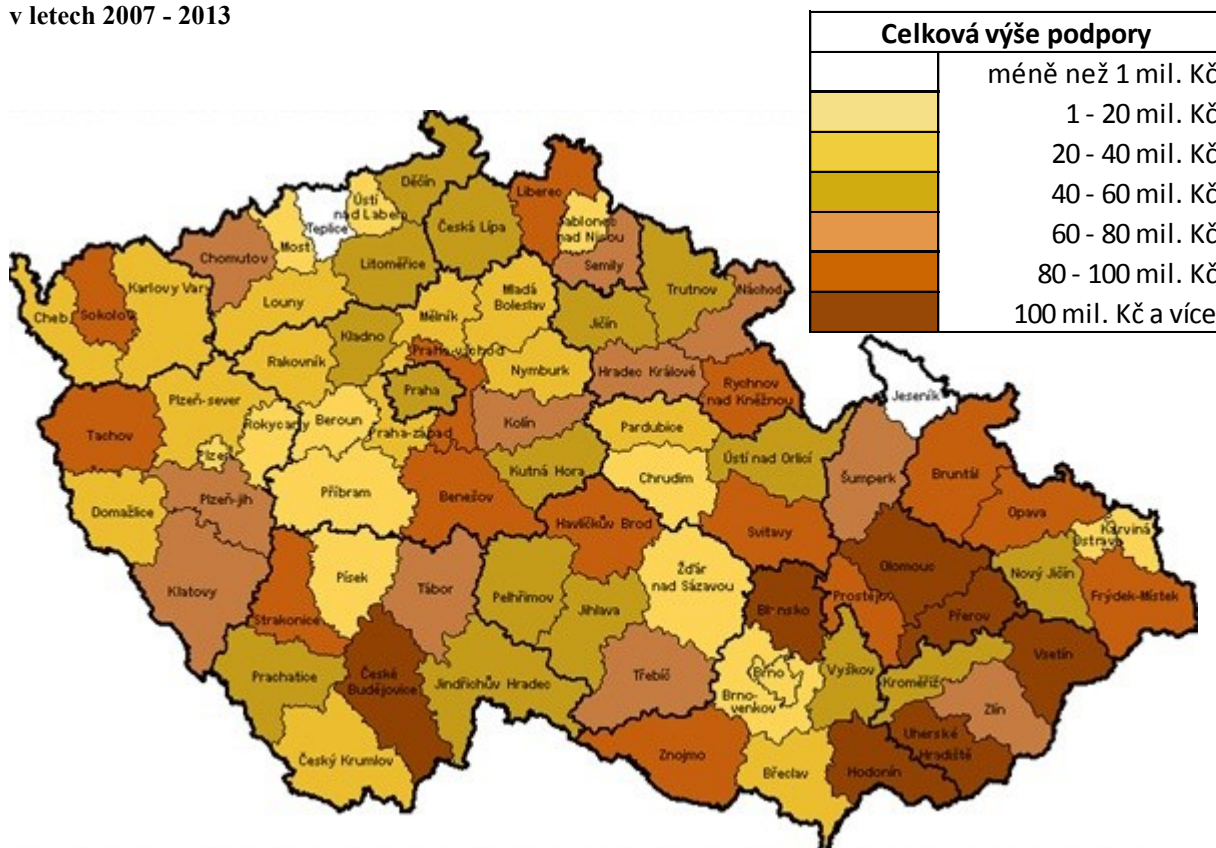 v letech 2007 - 2013
Celková výše podpory
méně než 1 mil. Kč
1 - 20 mil. Kč
20 - 40 mil. Kč
40 - 60 mil. Kč
60 - 80 mil. Kč
80 - 100 mil. Kč
100 mil. Kč a více
Děčín
Liberec
Ústí
nad Labem
Teplice
Most
Česká Lípa
Jablonec
nad Nisou
Semily
Chomutov
Litoměřice
Trutnov
Náchod
Karlovy Vary
Sokolov
Cheb
Louny
Mladá
Boleslav
Mělník
Jičín
Kladno
Praha-východ
Rakovník
Nymburk
Hradec Králové
Rychnov
nad Kněžnou
Jeseník
Praha
Plzeň-sever
Rokycany
Beroun
Praha-západ
Kolín
Pardubice
Tachov
Plzeň
Kutná Hora
Ústí nad Orlicí
Chrudim
Šumperk
Bruntál
Plzeň-jih
Příbram
Benešov
Domažlice
Havlíčkův Brod
Svitavy
Opava
Karviná
Ostrava
Olomouc
Nový Jičín
Písek
Žďár
nad Sázavou
Klatovy
Tábor
Pelhřimov
Jihlava
Blansko
Prostějov
Přerov
Frýdek-Místek
Strakonice
Vsetín
Prachatice
České
Budějovice
Jindřichův Hradec
Třebíč
Brno
Brno-
venkov
Vyškov
Kroměříž
Zlín
Uherské
Hradiště
Český Krumlov
Znojmo
Břeclav
Hodonín